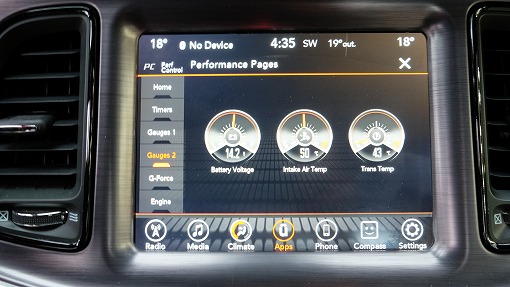 18° No Device 4:35 SW 19°out. 18°
PC Perf Control Performance Pages X
Home
Timers
Gauges 1
Gauges 2
G-Force
Engine
14.2 50 °C 43 °C
Battery Voltage Intake Air Temp Trans Temp
Radio Media Climate Apps Phone Compass Settings